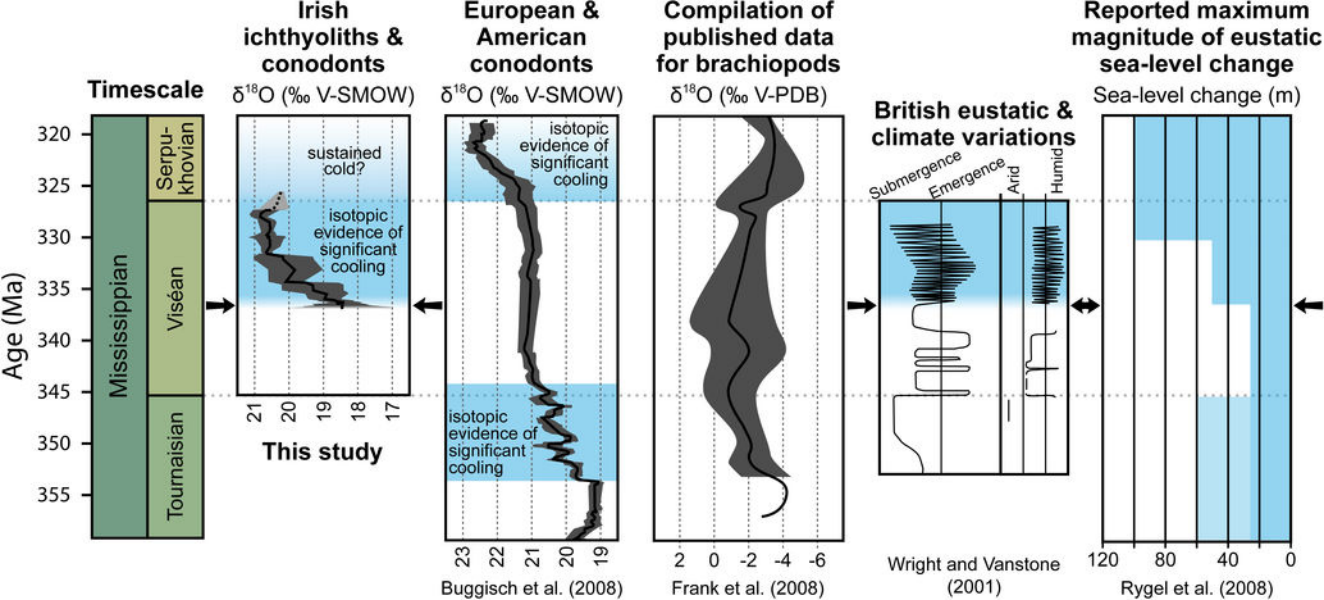 Irish
ichthyoliths &
conodonts
δ¹⁸O (‰ V-SMOW)
European &
American
conodonts
δ¹⁸O (‰ V-SMOW)
Compilation of
published data
for brachiopods
δ¹⁸O (‰ V-PDB)
British eustatic &
climate variations
Reported maximum
magnitude of eustatic
sea-level change
Sea-level change (m)
Timescale
Age (Ma)
320
325
330
335
340
345
350
355
Mississippian
Serpu-
khovian
Viséan
Tournaisian
sustained
cold?
isotopic
evidence of
significant
cooling
21 20 19 18 17
This study
isotopic
evidence of
significant
cooling
isotopic
evidence of
significant
cooling
23 22 21 20 19
Buggisch et al. (2008)
2 0 -2 -4 -6
Frank et al. (2008)
Submergence
Emergence
Arid
Humid
Wright and Vanstone
(2001)
120 80 40 0
Rygel et al. (2008)